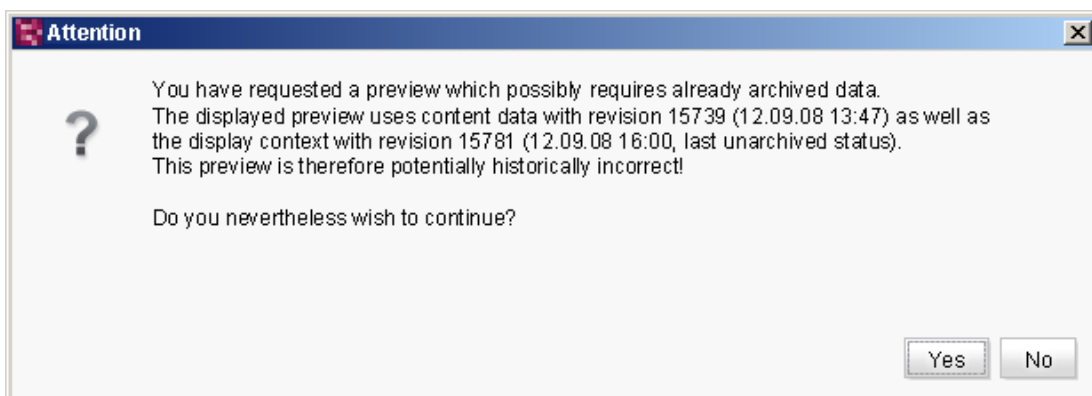 Attention
You have requested a preview which possibly requires already archived data.
The displayed preview uses content data with revision 15739 (12.09.08 13:47) as well as
the display context with revision 15781 (12.09.08 16:00, last unarchived status).
This preview is therefore potentially historically incorrect!
Do you nevertheless wish to continue?
Yes No